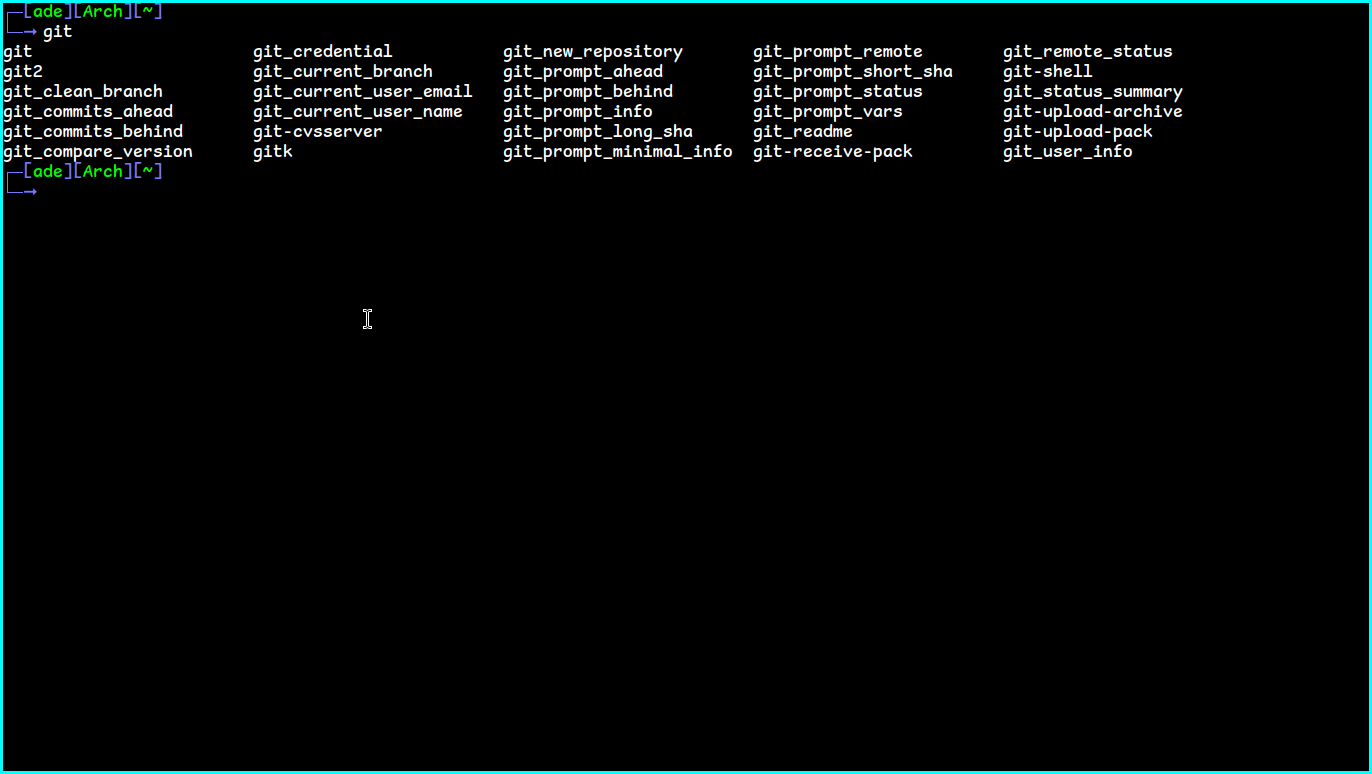 ┌─[ade][Arch][~]
└─→ git
git git_credential git_new_repository git_prompt_remote git_remote_status
git2 git_current_branch git_prompt_ahead git_prompt_short_sha git-shell
git_clean_branch git_current_user_email git_prompt_behind git_prompt_status git_status_summary
git_commits_ahead git_current_user_name git_prompt_info git_prompt_vars git-upload-archive
git_commits_behind git-cvsserver git_prompt_long_sha git_readme git-upload-pack
git_compare_version gitk git_prompt_minimal_info git-receive-pack git_user_info
┌─[ade][Arch][~]
└─→